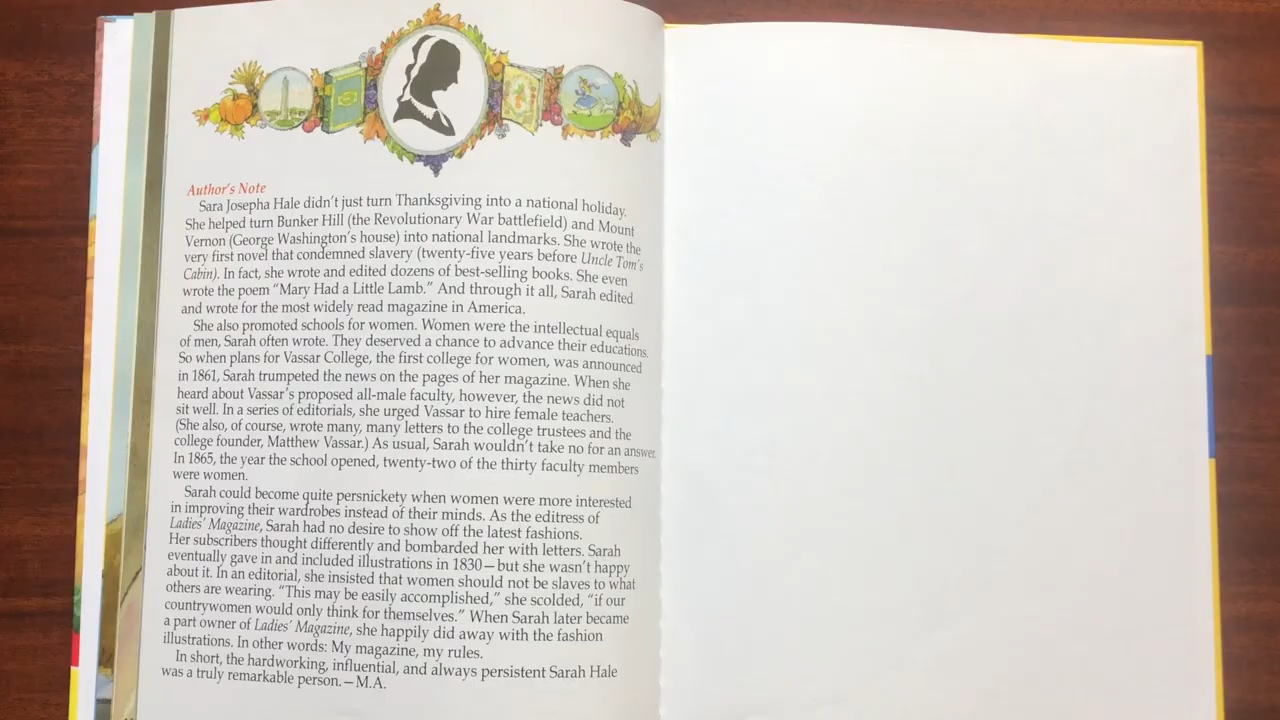 Author's Note
Sara Josepha Hale didn't just turn Thanksgiving into a national holiday.
She helped turn Bunker Hill (the Revolutionary War battlefield) and Mount
Vernon (George Washington's house) into national landmarks. She wrote the
very first novel that condemned slavery (twenty-five years before Uncle Tom's
Cabin). In fact, she wrote and edited dozens of best-selling books. She even
wrote the poem “Mary Had a Little Lamb.” And through it all, Sarah edited
and wrote for the most widely read magazine in America.
She also promoted schools for women. Women were the intellectual equals
of men, Sarah often wrote. They deserved a chance to advance their educations.
So when plans for Vassar College, the first college for women, was announced
in 1861, Sarah trumpeted the news on the pages of her magazine. When she
heard about Vassar's proposed all-male faculty, however, the news did not
sit well. In a series of editorials, she urged Vassar to hire female teachers.
(She also, of course, wrote many, many letters to the college trustees and the
college founder, Matthew Vassar.) As usual, Sarah wouldn't take no for an answer.
In 1865, the year the school opened, twenty-two of the thirty faculty members
were women.
Sarah could become quite persnickety when women were more interested
in improving their wardrobes instead of their minds. As the editress of
Ladies' Magazine, Sarah had no desire to show off the latest fashions.
Her subscribers thought differently and bombarded her with letters. Sarah
eventually gave in and included illustrations in 1830—but she wasn't happy
about it. In an editorial, she insisted that women should not be slaves to what
others are wearing. “This may be easily accomplished,” she scolded, “if our
countrywomen would only think for themselves.” When Sarah later became
a part owner of Ladies' Magazine, she happily did away with the fashion
illustrations. In other words: My magazine, my rules.
In short, the hardworking, influential, and always persistent Sarah Hale
was a truly remarkable person.—M.A.